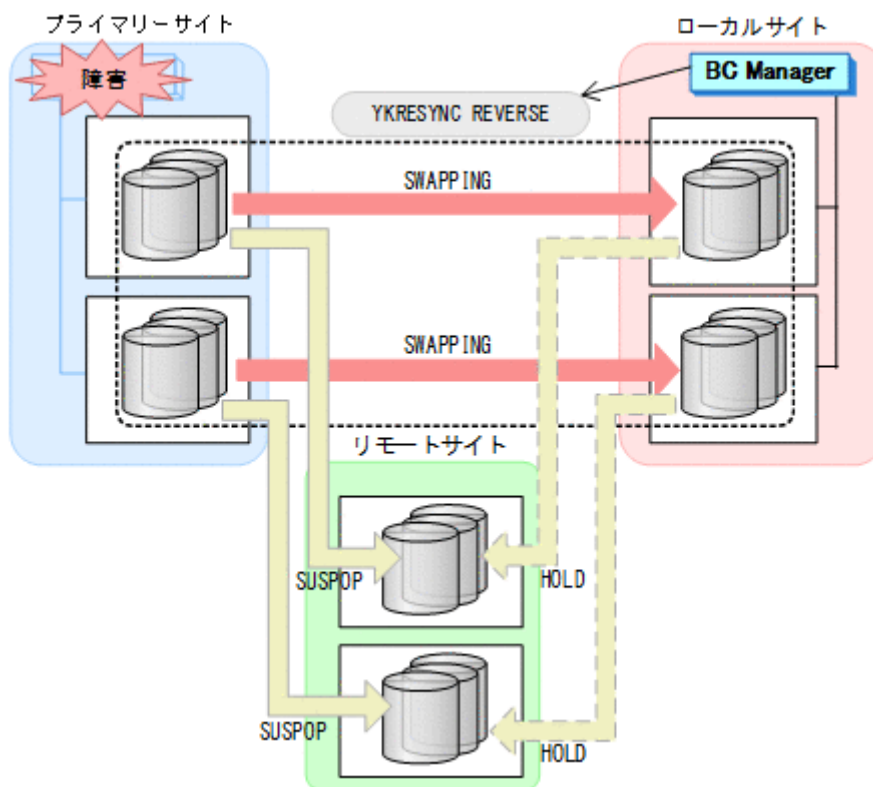 プライマリーサイト
ローカルサイト
障害
BC Manager
YKRESYNC REVERSE
SWAPPING
SWAPPING
リモートサイト
SUSPOP
HOLD
SUSPOP
HOLD